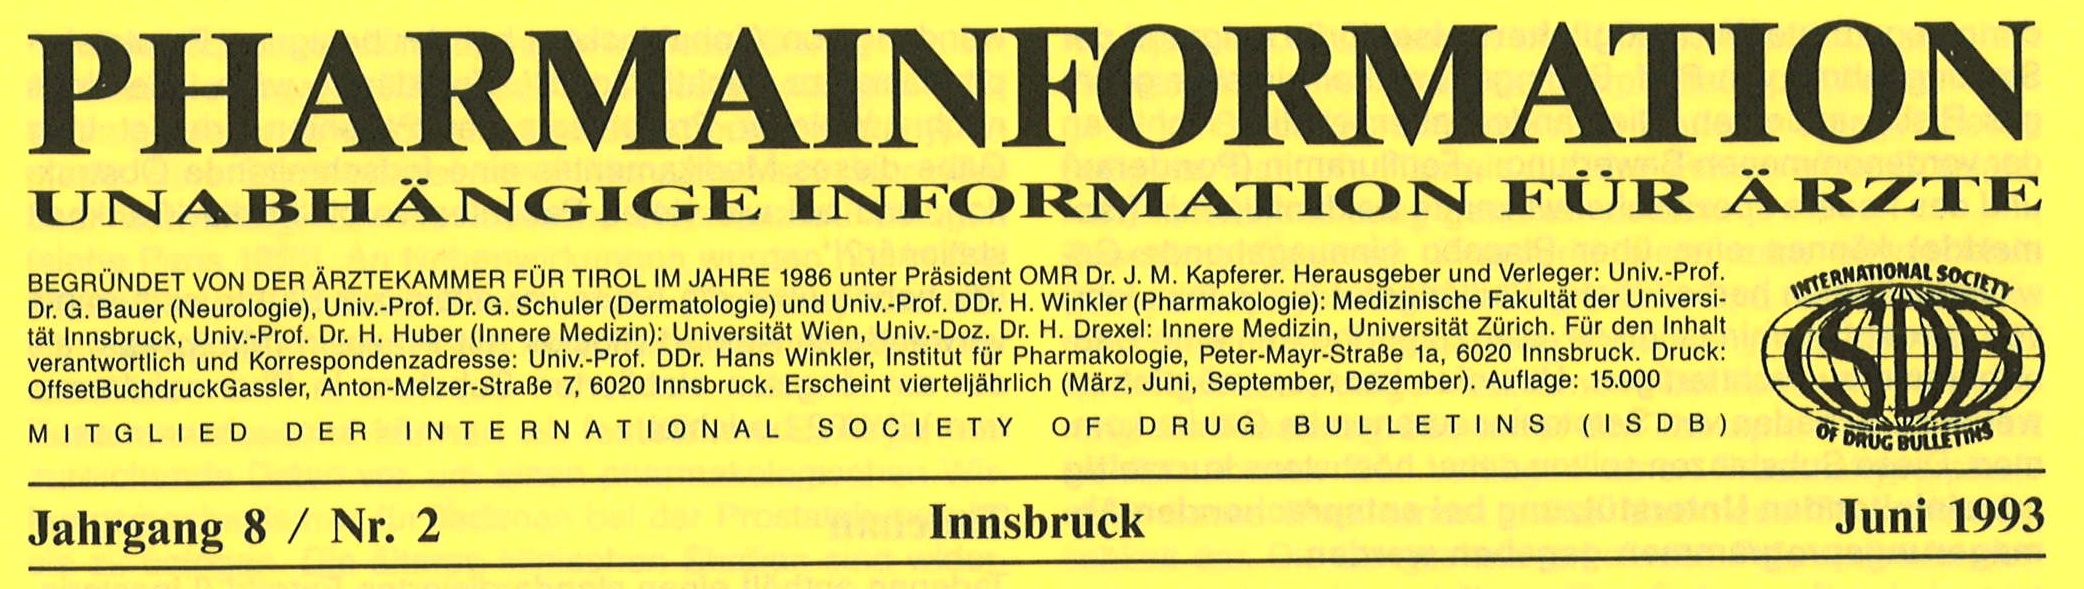 PHARMAINFORMATION
UNABHÄNGIGE INFORMATION FÜR ÄRZTE
BEGRÜNDET VON DER ÄRZTEKAMMER FÜR TIROL IM JAHRE 1986 unter Präsident OMR Dr. J. M. Kapferer. Herausgeber und Verleger: Univ.-Prof.
Dr. G. Bauer (Neurologie), Univ.-Prof. Dr. G. Schuler (Dermatologie) und Univ.-Prof. DDr. H. Winkler (Pharmakologie): Medizinische Fakultät der Universi-
tät Innsbruck, Univ.-Prof. Dr. H. Huber (Innere Medizin): Universität Wien, Univ.-Doz. Dr. H. Drexel: Innere Medizin, Universität Zürich. Für den Inhalt
verantwortlich und Korrespondenzadresse: Univ.-Prof. DDr. Hans Winkler, Institut für Pharmakologie, Peter-Mayr-Straße 1a, 6020 Innsbruck. Druck:
OffsetBuchdruckGassler, Anton-Melzer-Straße 7, 6020 Innsbruck. Erscheint vierteljährlich (März, Juni, September, Dezember). Auflage: 15.000
MITGLIED DER INTERNATIONAL SOCIETY OF DRUG BULLETINS (ISDB)
INTERNATIONAL SOCIETY
ISDB
OF DRUG BULLETINS
Jahrgang 8 / Nr. 2 Innsbruck Juni 1993